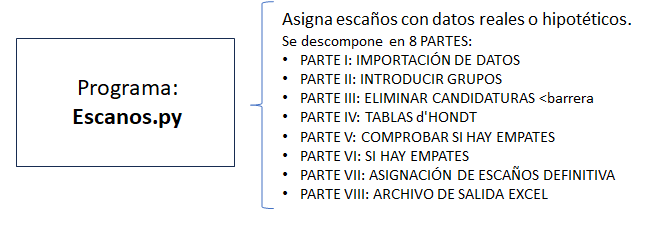 Programa:
Escanos.py
Asigna escaños con datos reales o hipotéticos.
Se descompone en 8 PARTES:
• PARTE I: IMPORTACIÓN DE DATOS
• PARTE II: INTRODUCIR GRUPOS
• PARTE III: ELIMINAR CANDIDATURAS <barrera
• PARTE IV: TABLAS d'HONDT
• PARTE V: COMPROBAR SI HAY EMPATES
• PARTE VI: SI HAY EMPATES
• PARTE VII: ASIGNACIÓN DE ESCAÑOS DEFINITIVA
• PARTE VIII: ARCHIVO DE SALIDA EXCEL